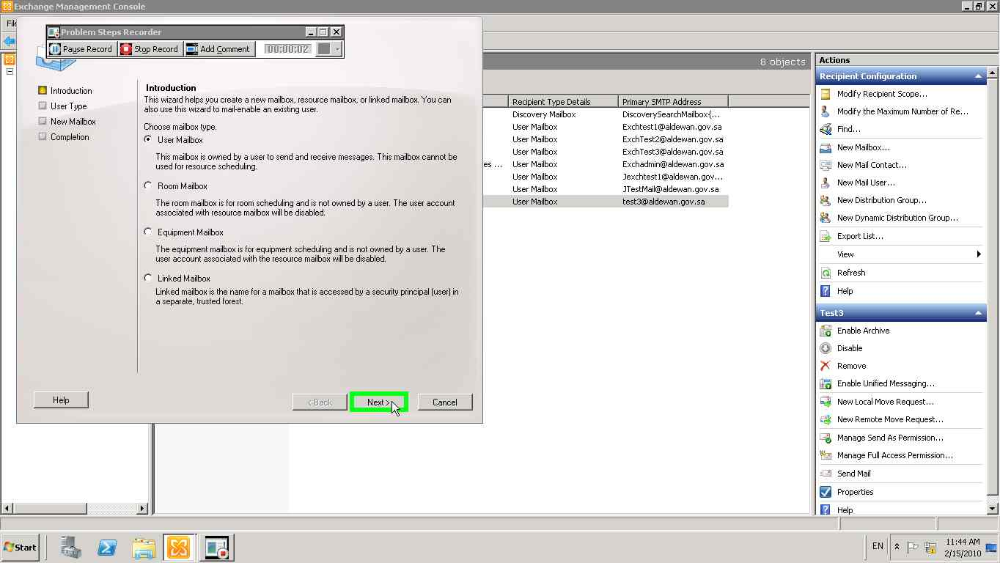 Exchange Management Console
File
Problem Steps Recorder
Pause Record
Stop Record
Add Comment
00:00:02
Introduction
User Type
New Mailbox
Completion
Introduction
This wizard helps you create a new mailbox, resource mailbox, or linked mailbox. You can
also use this wizard to mail-enable an existing user.
Choose mailbox type.
User Mailbox
This mailbox is owned by a user to send and receive messages. This mailbox cannot be
used for resource scheduling.
Room Mailbox
The room mailbox is for room scheduling and is not owned by a user. The user account
associated with resource mailbox will be disabled.
Equipment Mailbox
The equipment mailbox is for equipment scheduling and is not owned by a user. The
user account associated with the resource mailbox will be disabled.
Linked Mailbox
Linked mailbox is the name for a mailbox that is accessed by a security principal (user) in
a separate, trusted forest.
Help
< Back
Next >
Cancel
8 objects
Recipient Type Details Primary SMTP Address
Discovery Mailbox DiscoverySearchMailbox{...
User Mailbox Exchtest1@aldewan.gov.sa
User Mailbox ExchTest2@aldewan.gov.sa
User Mailbox ExchTest3@aldewan.gov.sa
es ... User Mailbox Exchadmin@aldewan.gov.sa
User Mailbox Jexchtest1@aldewan.gov...
User Mailbox JTestMail@aldewan.gov.sa
User Mailbox test3@aldewan.gov.sa
Actions
Recipient Configuration
Modify Recipient Scope...
Modify the Maximum Number of Re...
Find...
New Mailbox...
New Mail Contact...
New Mail User...
New Distribution Group...
New Dynamic Distribution Group...
Export List...
View
Refresh
Help
Test3
Enable Archive
Disable
Remove
Enable Unified Messaging...
New Local Move Request...
New Remote Move Request...
Manage Send As Permission...
Manage Full Access Permission...
Send Mail
Properties
Help
Start
EN
11:44 AM
2/15/2010